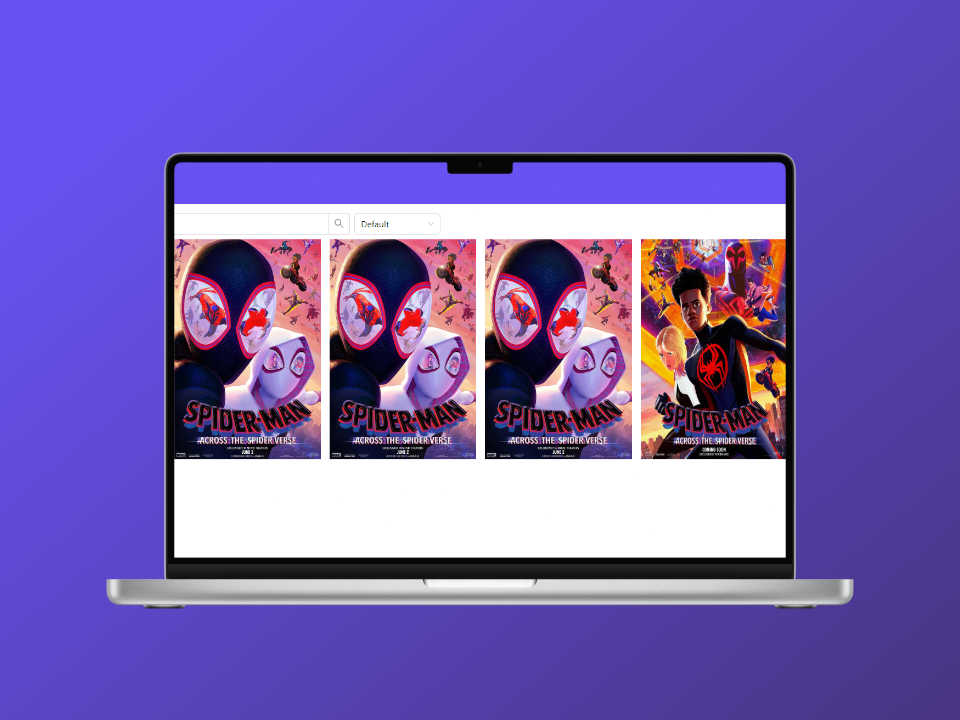 Default
SPIDER-MAN
ACROSS THE SPIDER-VERSE
JUNE 2
SPIDER-MAN
ACROSS THE SPIDER-VERSE
JUNE 2
SPIDER-MAN
ACROSS THE SPIDER-VERSE
JUNE 2
SPIDER-MAN
ACROSS THE SPIDER-VERSE
COMING SOON